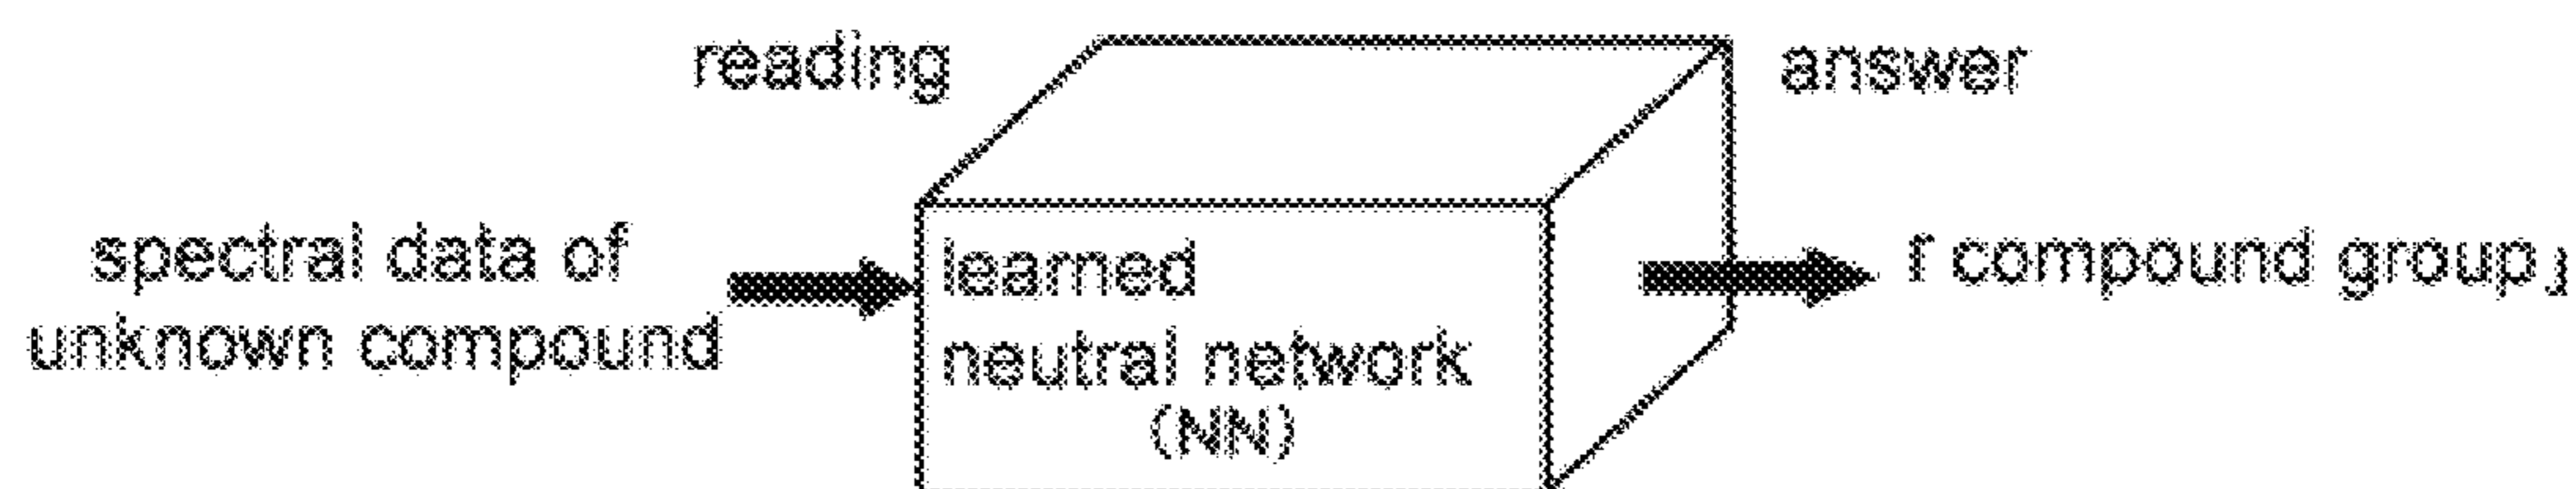 reading
answer
spectral data of
unknown compound
learned
neutral network
(NN)
｢compound group｣